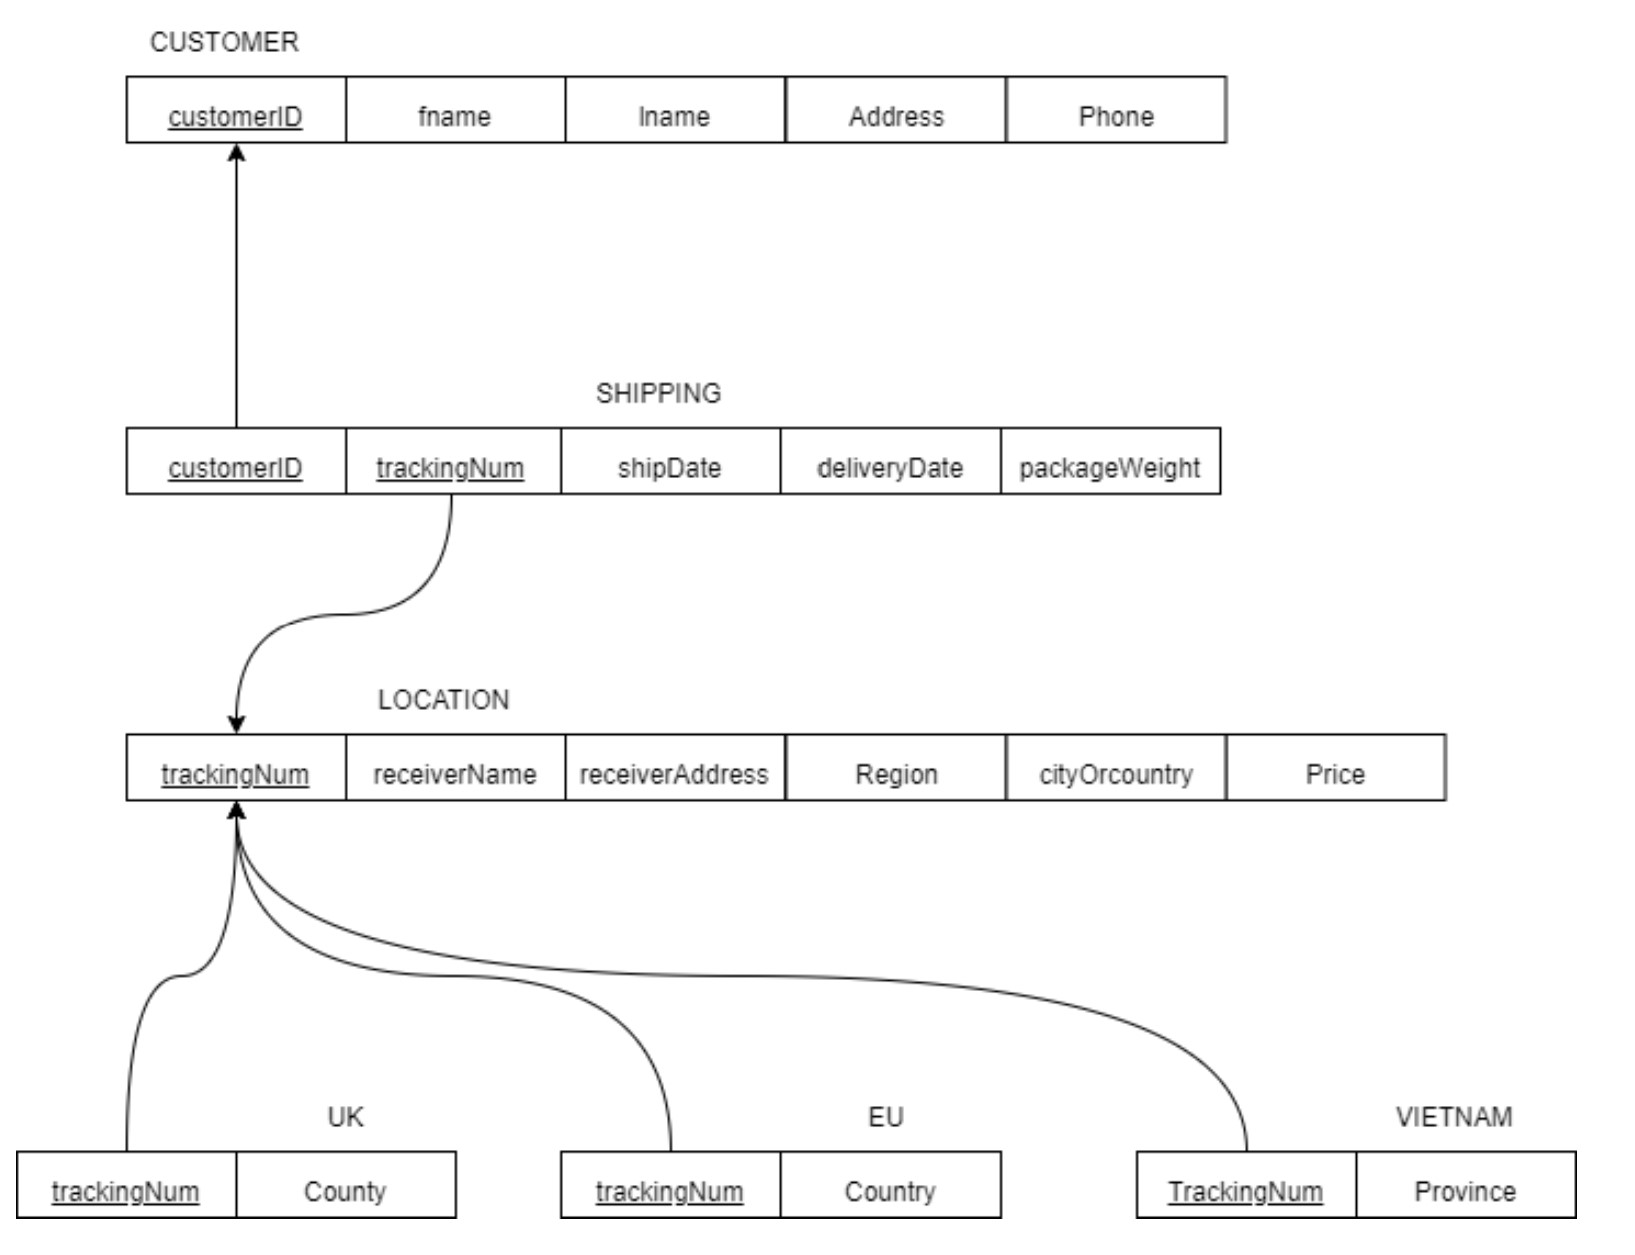 CUSTOMER
customerID fname lname Address Phone
SHIPPING
customerID trackingNum shipDate deliveryDate packageWeight
LOCATION
trackingNum receiverName receiverAddress Region cityOrcountry Price
UK EU VIETNAM
trackingNum County trackingNum Country TrackingNum Province